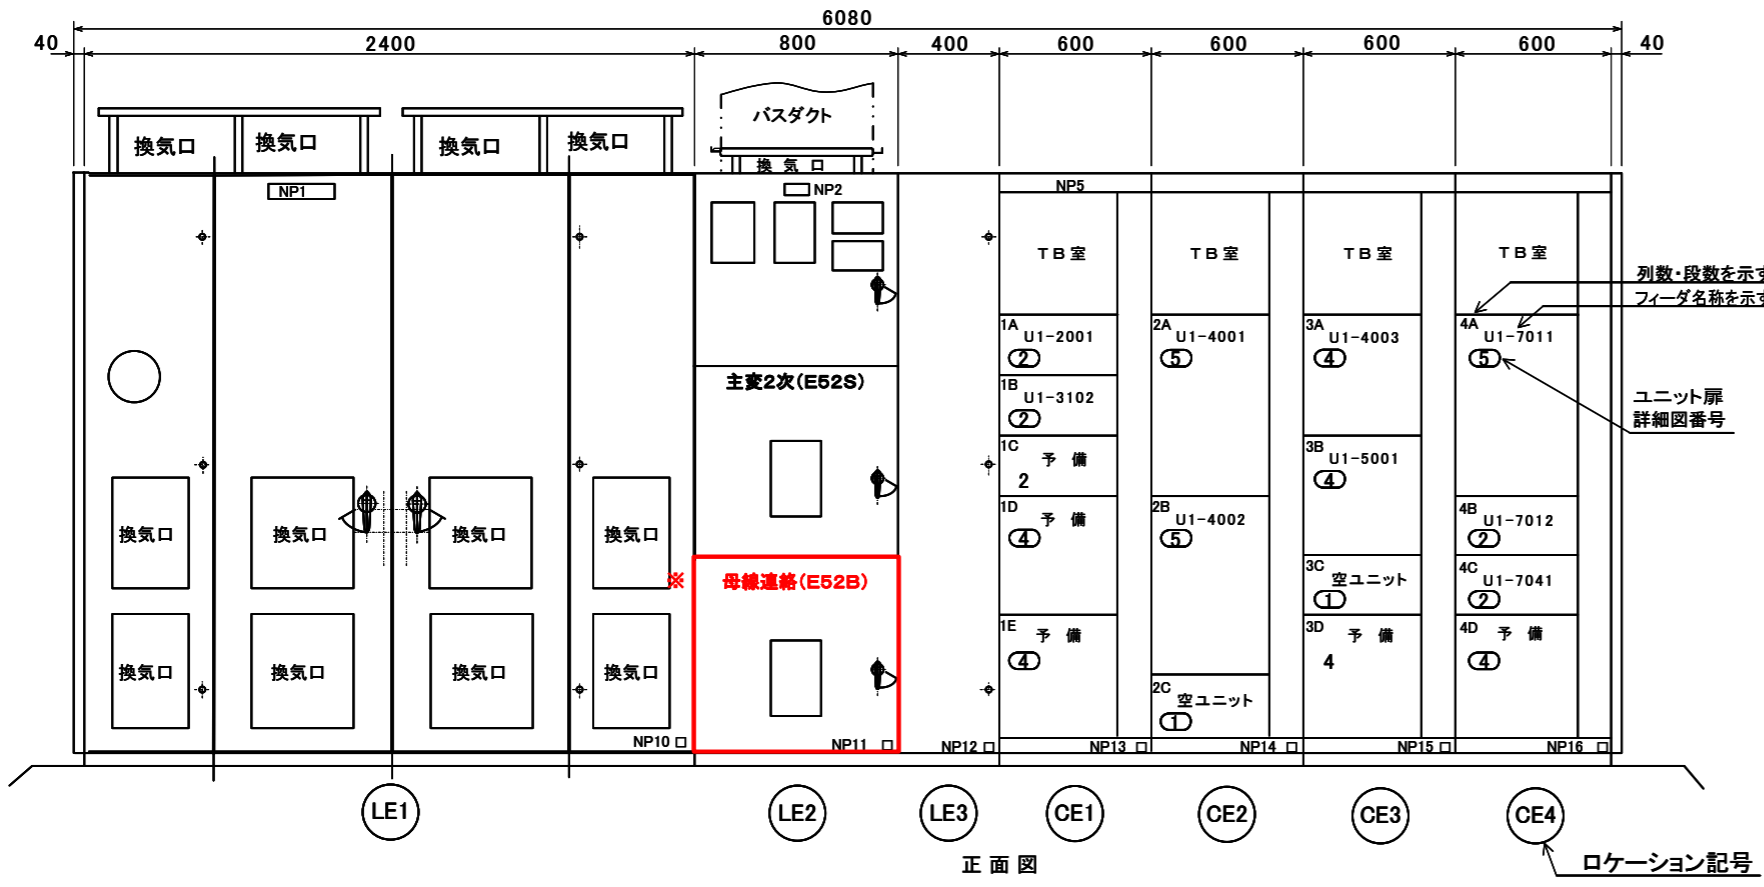 6080
40 2400 800 400 600 600 600 600 40
バスダクト
換気口 換気口 換気口 換気口
換 気 口
NP1 NP2 NP5
TB室 TB室 TB室 TB室
列数・段数を示す
フィーダ名称を示す
1A U1-2001 2
1B U1-3102 2
1C 予 備 2
1D 予 備 4
1E 予 備 4
2A U1-4001 5
2B U1-4002 5
2C 空ユニット 1
3A U1-4003 4
3B U1-5001 4
3C 空ユニット 1
3D 予 備 4
4A U1-7011 5
4B U1-7012 2
4C U1-7041 2
4D 予 備 4
ユニット扉
詳細図番号
主変2次(E52S)
※ 母線連絡(E52B)
換気口 換気口 換気口 換気口
換気口 換気口 換気口 換気口
NP10 NP11 NP12 NP13 NP14 NP15 NP16
LE1 LE2 LE3 CE1 CE2 CE3 CE4
正 面 図
ロケーション記号